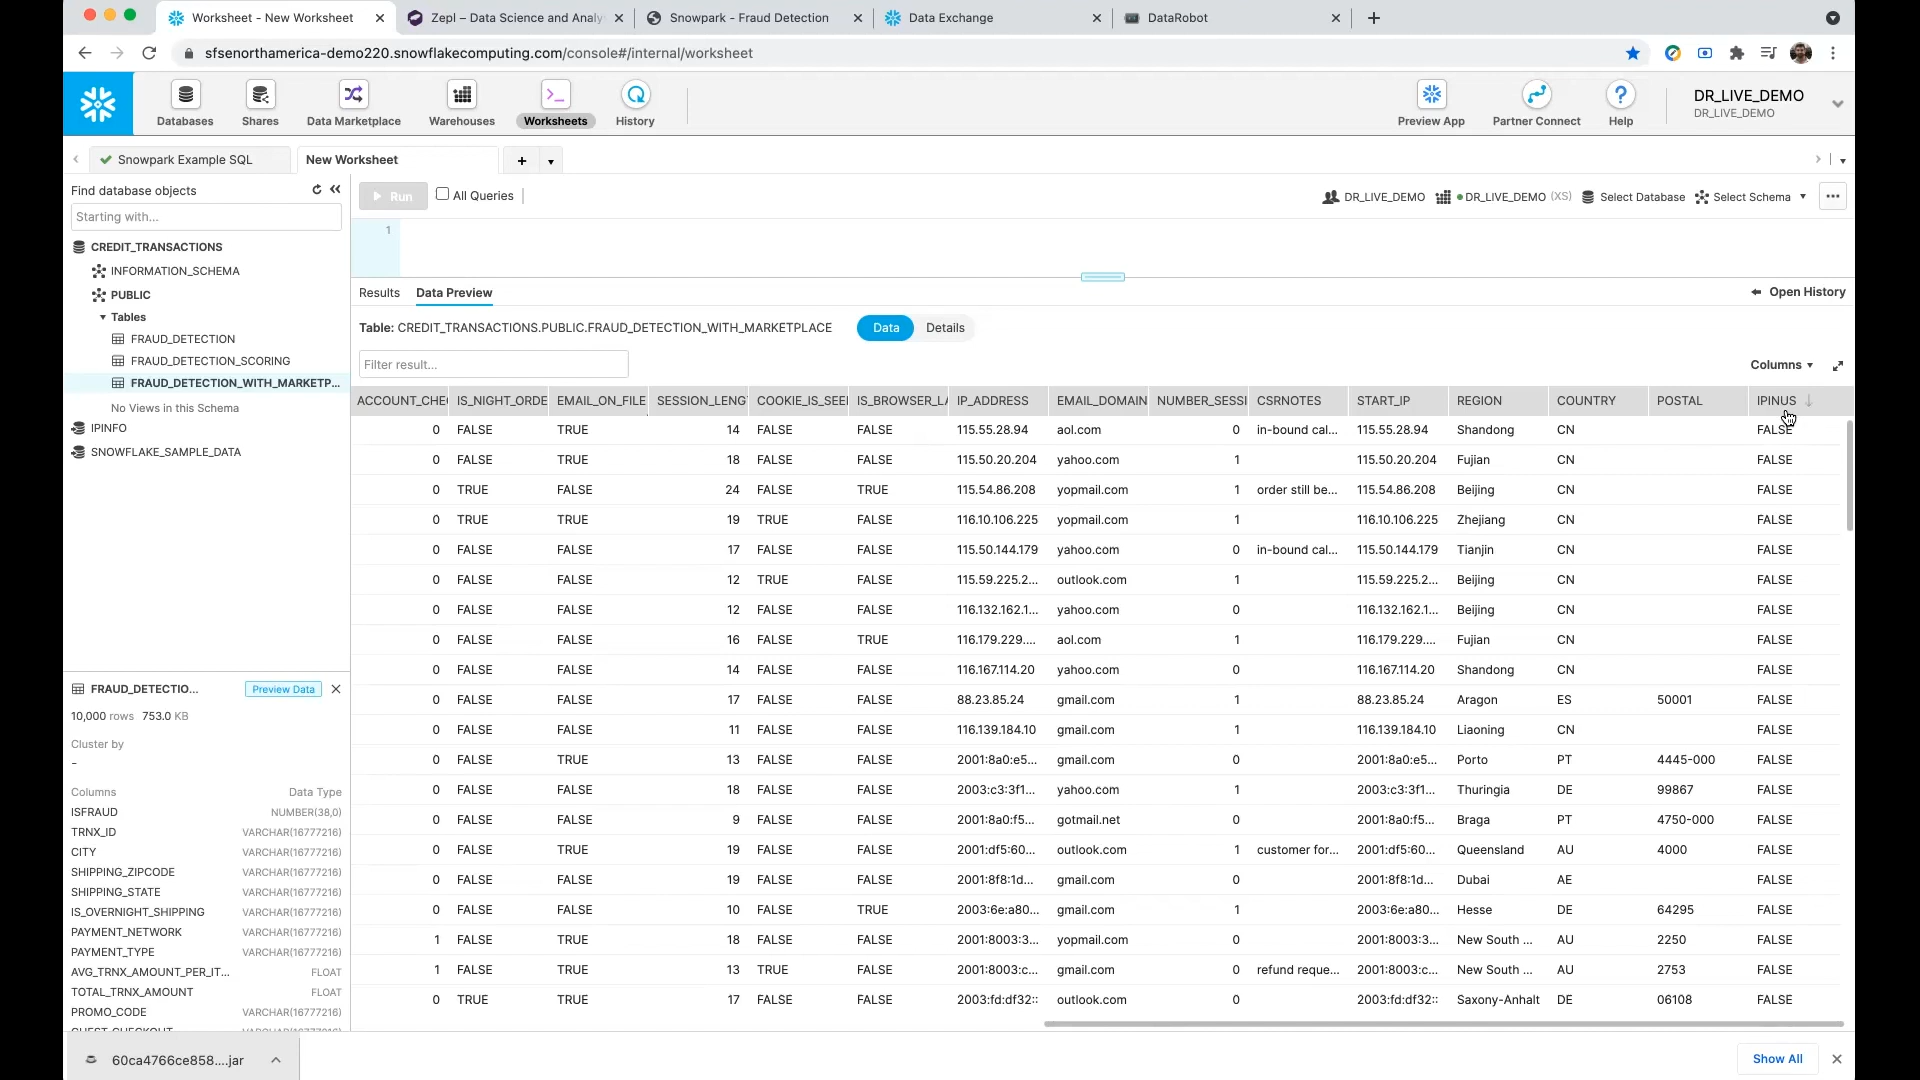 Worksheet - New Worksheet
Zepl – Data Science and Analy
Snowpark - Fraud Detection
Data Exchange
DataRobot
sfsenorthamerica-demo220.snowflakecomputing.com/console#/internal/worksheet
Databases Shares Data Marketplace Warehouses Worksheets History Preview App Partner Connect Help
DR_LIVE_DEMO
DR_LIVE_DEMO
Snowpark Example SQL New Worksheet
Find database objects
Starting with...
CREDIT_TRANSACTIONS
INFORMATION_SCHEMA
PUBLIC
Tables
FRAUD_DETECTION
FRAUD_DETECTION_SCORING
FRAUD_DETECTION_WITH_MARKETP...
No Views in this Schema
IPINFO
SNOWFLAKE_SAMPLE_DATA
FRAUD_DETECTIO... Preview Data
10,000 rows 753.0 KB
Cluster by
-
Columns Data Type
ISFRAUD NUMBER(38,0)
TRNX_ID VARCHAR(16777216)
CITY VARCHAR(16777216)
SHIPPING_ZIPCODE VARCHAR(16777216)
SHIPPING_STATE VARCHAR(16777216)
IS_OVERNIGHT_SHIPPING VARCHAR(16777216)
PAYMENT_NETWORK VARCHAR(16777216)
PAYMENT_TYPE VARCHAR(16777216)
AVG_TRNX_AMOUNT_PER_IT... FLOAT
TOTAL_TRNX_AMOUNT FLOAT
PROMO_CODE VARCHAR(16777216)
GUEST_CHECKOUT VARCHAR(16777216)
Run All Queries
DR_LIVE_DEMO DR_LIVE_DEMO (XS) Select Database Select Schema
1
Results Data Preview Open History
Table: CREDIT_TRANSACTIONS.PUBLIC.FRAUD_DETECTION_WITH_MARKETPLACE Data Details
Filter result... Columns
ACCOUNT_CHE IS_NIGHT_ORDE EMAIL_ON_FILE SESSION_LENG COOKIE_IS_SEE IS_BROWSER_LA IP_ADDRESS EMAIL_DOMAIN NUMBER_SESSI CSRNOTES START_IP REGION COUNTRY POSTAL IPINUS
0 FALSE TRUE 14 FALSE FALSE 115.55.28.94 aol.com 0 in-bound cal... 115.55.28.94 Shandong CN FALSE
0 FALSE TRUE 18 FALSE FALSE 115.50.20.204 yahoo.com 1 115.50.20.204 Fujian CN FALSE
0 TRUE FALSE 24 FALSE TRUE 115.54.86.208 yopmail.com 1 order still be... 115.54.86.208 Beijing CN FALSE
0 TRUE TRUE 19 TRUE FALSE 116.10.106.225 yopmail.com 1 116.10.106.225 Zhejiang CN FALSE
0 FALSE FALSE 17 FALSE FALSE 115.50.144.179 yahoo.com 0 in-bound cal... 115.50.144.179 Tianjin CN FALSE
0 FALSE FALSE 12 TRUE FALSE 115.59.225.2... outlook.com 1 115.59.225.2... Beijing CN FALSE
0 FALSE FALSE 12 FALSE FALSE 116.132.162.1... yahoo.com 0 116.132.162.1... Beijing CN FALSE
0 FALSE FALSE 16 FALSE TRUE 116.179.229.... aol.com 1 116.179.229.... Fujian CN FALSE
0 FALSE FALSE 14 FALSE FALSE 116.167.114.20 yahoo.com 0 116.167.114.20 Shandong CN FALSE
0 FALSE FALSE 17 FALSE FALSE 88.23.85.24 gmail.com 1 88.23.85.24 Aragon ES 50001 FALSE
0 FALSE FALSE 11 FALSE FALSE 116.139.184.10 gmail.com 1 116.139.184.10 Liaoning CN FALSE
0 FALSE TRUE 13 FALSE FALSE 2001:8a0:e5... gmail.com 0 2001:8a0:e5... Porto PT 4445-000 FALSE
0 FALSE FALSE 18 FALSE FALSE 2003:c3:3f1... yahoo.com 1 2003:c3:3f1... Thuringia DE 99867 FALSE
0 FALSE FALSE 9 FALSE FALSE 2001:8a0:f5... gotmail.net 0 2001:8a0:f5... Braga PT 4750-000 FALSE
0 FALSE TRUE 19 FALSE FALSE 2001:df5:60... outlook.com 1 customer for... 2001:df5:60... Queensland AU 4000 FALSE
0 FALSE FALSE 19 FALSE FALSE 2001:8f8:1d... gmail.com 0 2001:8f8:1d... Dubai AE FALSE
0 FALSE FALSE 10 FALSE TRUE 2003:6e:a80... gmail.com 1 2003:6e:a80... Hesse DE 64295 FALSE
1 FALSE TRUE 18 FALSE FALSE 2001:8003:3... yopmail.com 0 2001:8003:3... New South ... AU 2250 FALSE
1 FALSE TRUE 13 TRUE FALSE 2001:8003:c... gmail.com 0 refund reque... 2001:8003:c... New South ... AU 2753 FALSE
0 TRUE TRUE 17 FALSE FALSE 2003:fd:df32:: outlook.com 0 2003:fd:df32:: Saxony-Anhalt DE 06108 FALSE
60ca4766ce858....jar Show All